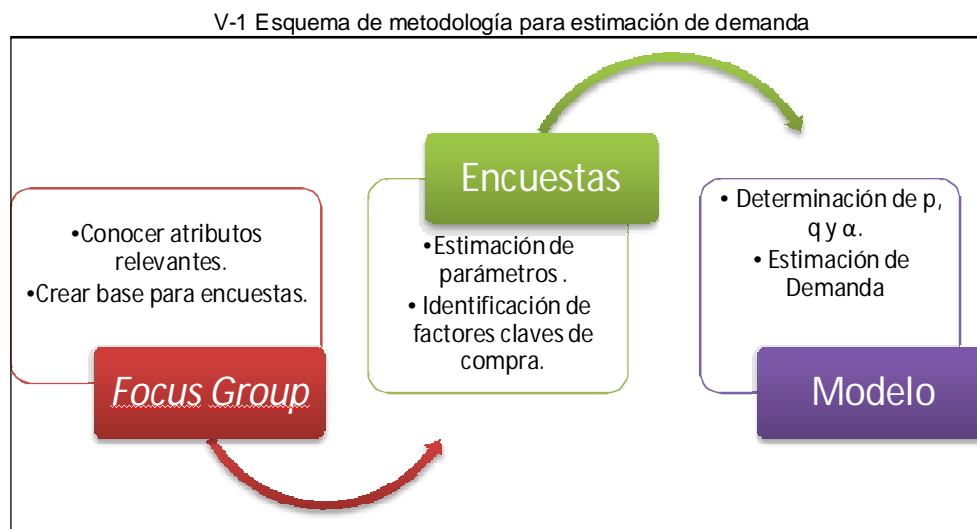 V-1 Esquema de metodología para estimación de demanda
•Conocer atributos
relevantes.
•Crear base para encuestas.
Focus Group
Encuestas
•Estimación de
parámetros .
• Identificación de
factores claves de
compra.
• Determinación de p,
q y α.
• Estimación de
Demanda
Modelo